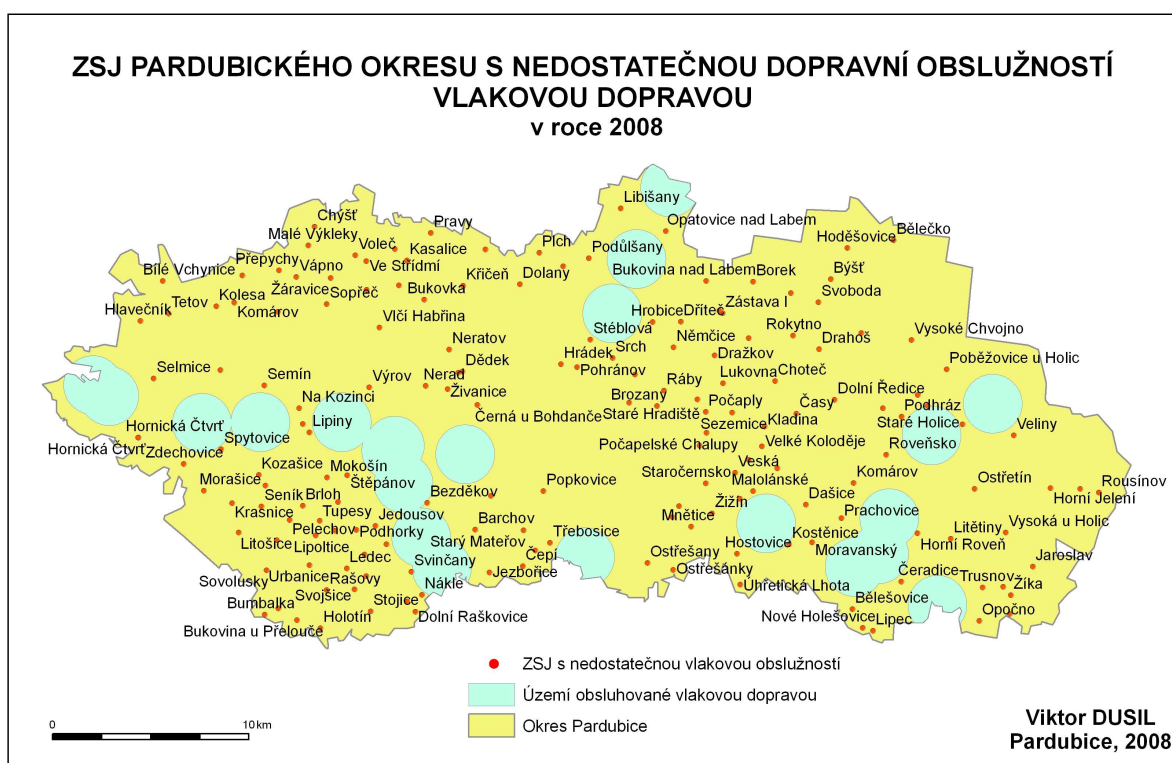 ZSJ PARDUBICKÉHO OKRESU S NEDOSTATEČNOU DOPRAVNÍ OBSLUŽNOSTÍ
VLAKOVOU DOPRAVOU
v roce 2008
Libišany
Chýšť
Pravy
Opatovice nad Labem
Bělečko
Malé Výkleky
Voleč
Kasalice
Plch
Podůlšany
Hoděšovice
Přepychy
Bílé Vchynice
Vápno
Ve Střídmí
Křičeň
Dolany
Bukovina nad Labem
Borek
Býšť
Žáravice
Sopřeč
Bukovka
Svoboda
Tetov
Kolesa
Hlavečník
Komárov
Vlčí Habřina
Hrobice
Dříteč
Zástava I
Stéblová
Rokytno
Vysoké Chvojno
Neratov
Němčice
Drahoš
Hrádek
Srch
Dražkov
Poběžovice u Holic
Dědek
Selmice
Semín
Výrov
Nerad
Pohránov
Ráby
Lukovna
Choteč
Živanice
Dolní Ředice
Na Kozinci
Brozany
Časy
Podhráz
Černá u Bohdanče
Staré Hradiště
Počaply
Hornická Čtvrť
Lipiny
Sezemice
Kladina
Staré Holice
Veliny
Spytovice
Počapelské Chalupy
Velké Koloděje
Roveňsko
Hornická Čtvrť
Zdechovice
Veská
Kozašice
Mokošín
Staročernsko
Komárov
Morašice
Štěpánov
Popkovice
Malolánské
Ostřetín
Rousínov
Seník
Brloh
Bezděkov
Žižín
Dašice
Horní Jelení
Krašnice
Tupesy
Jedousov
Mnětice
Prachovice
Pelechov
Podhorky
Barchov
Třebosice
Kostěnice
Litětiny
Vysoká u Holic
Litošice
Lipoltice
Starý Mateřov
Hostovice
Horní Roveň
Ledec
Svinčany
Čepí
Ostřešany
Moravanský
Jaroslav
Sovolusky
Urbanice
Rašovy
Nákle
Jezbořice
Ostřešánky
Čeradice
Trusnov
Žíka
Svojšice
Úhřetická Lhota
Bělešovice
Bumbalka
Stojice
Holotín
Dolní Raškovice
Nové Holešovice
Lipec
Opočno
Bukovina u Přelouče
ZSJ s nedostatečnou vlakovou obslužností
Území obsluhované vlakovou dopravou
Okres Pardubice
0
10 km
Viktor DUSIL
Pardubice, 2008